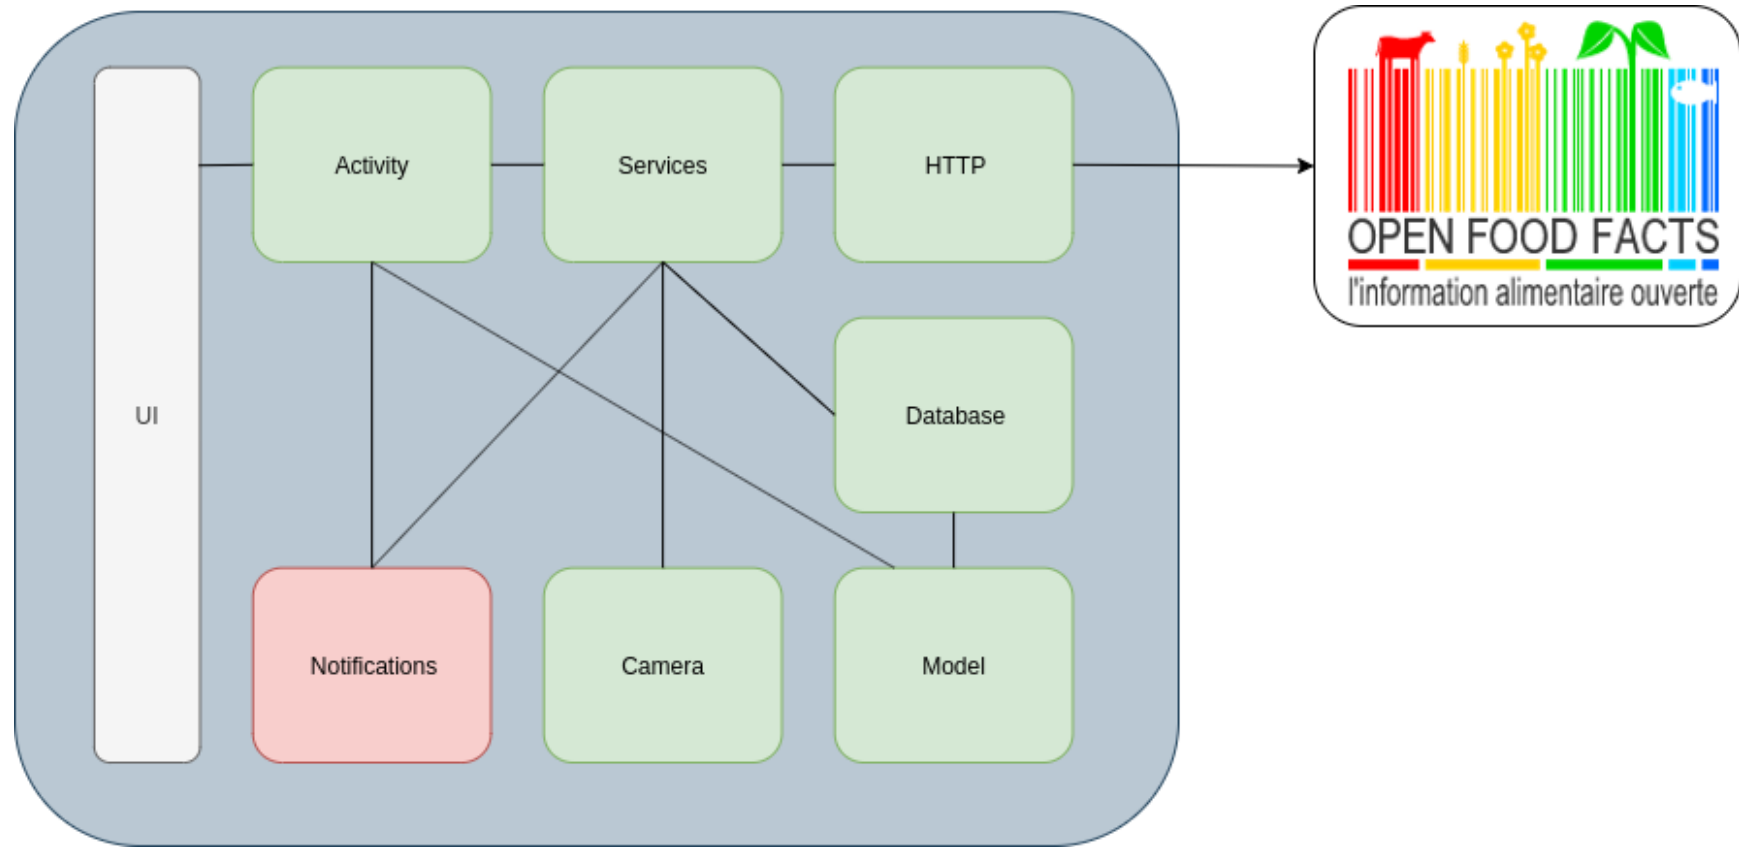 Activity
Services
HTTP
OPEN FOOD FACTS
l'information alimentaire ouverte
UI
Database
Notifications
Camera
Model